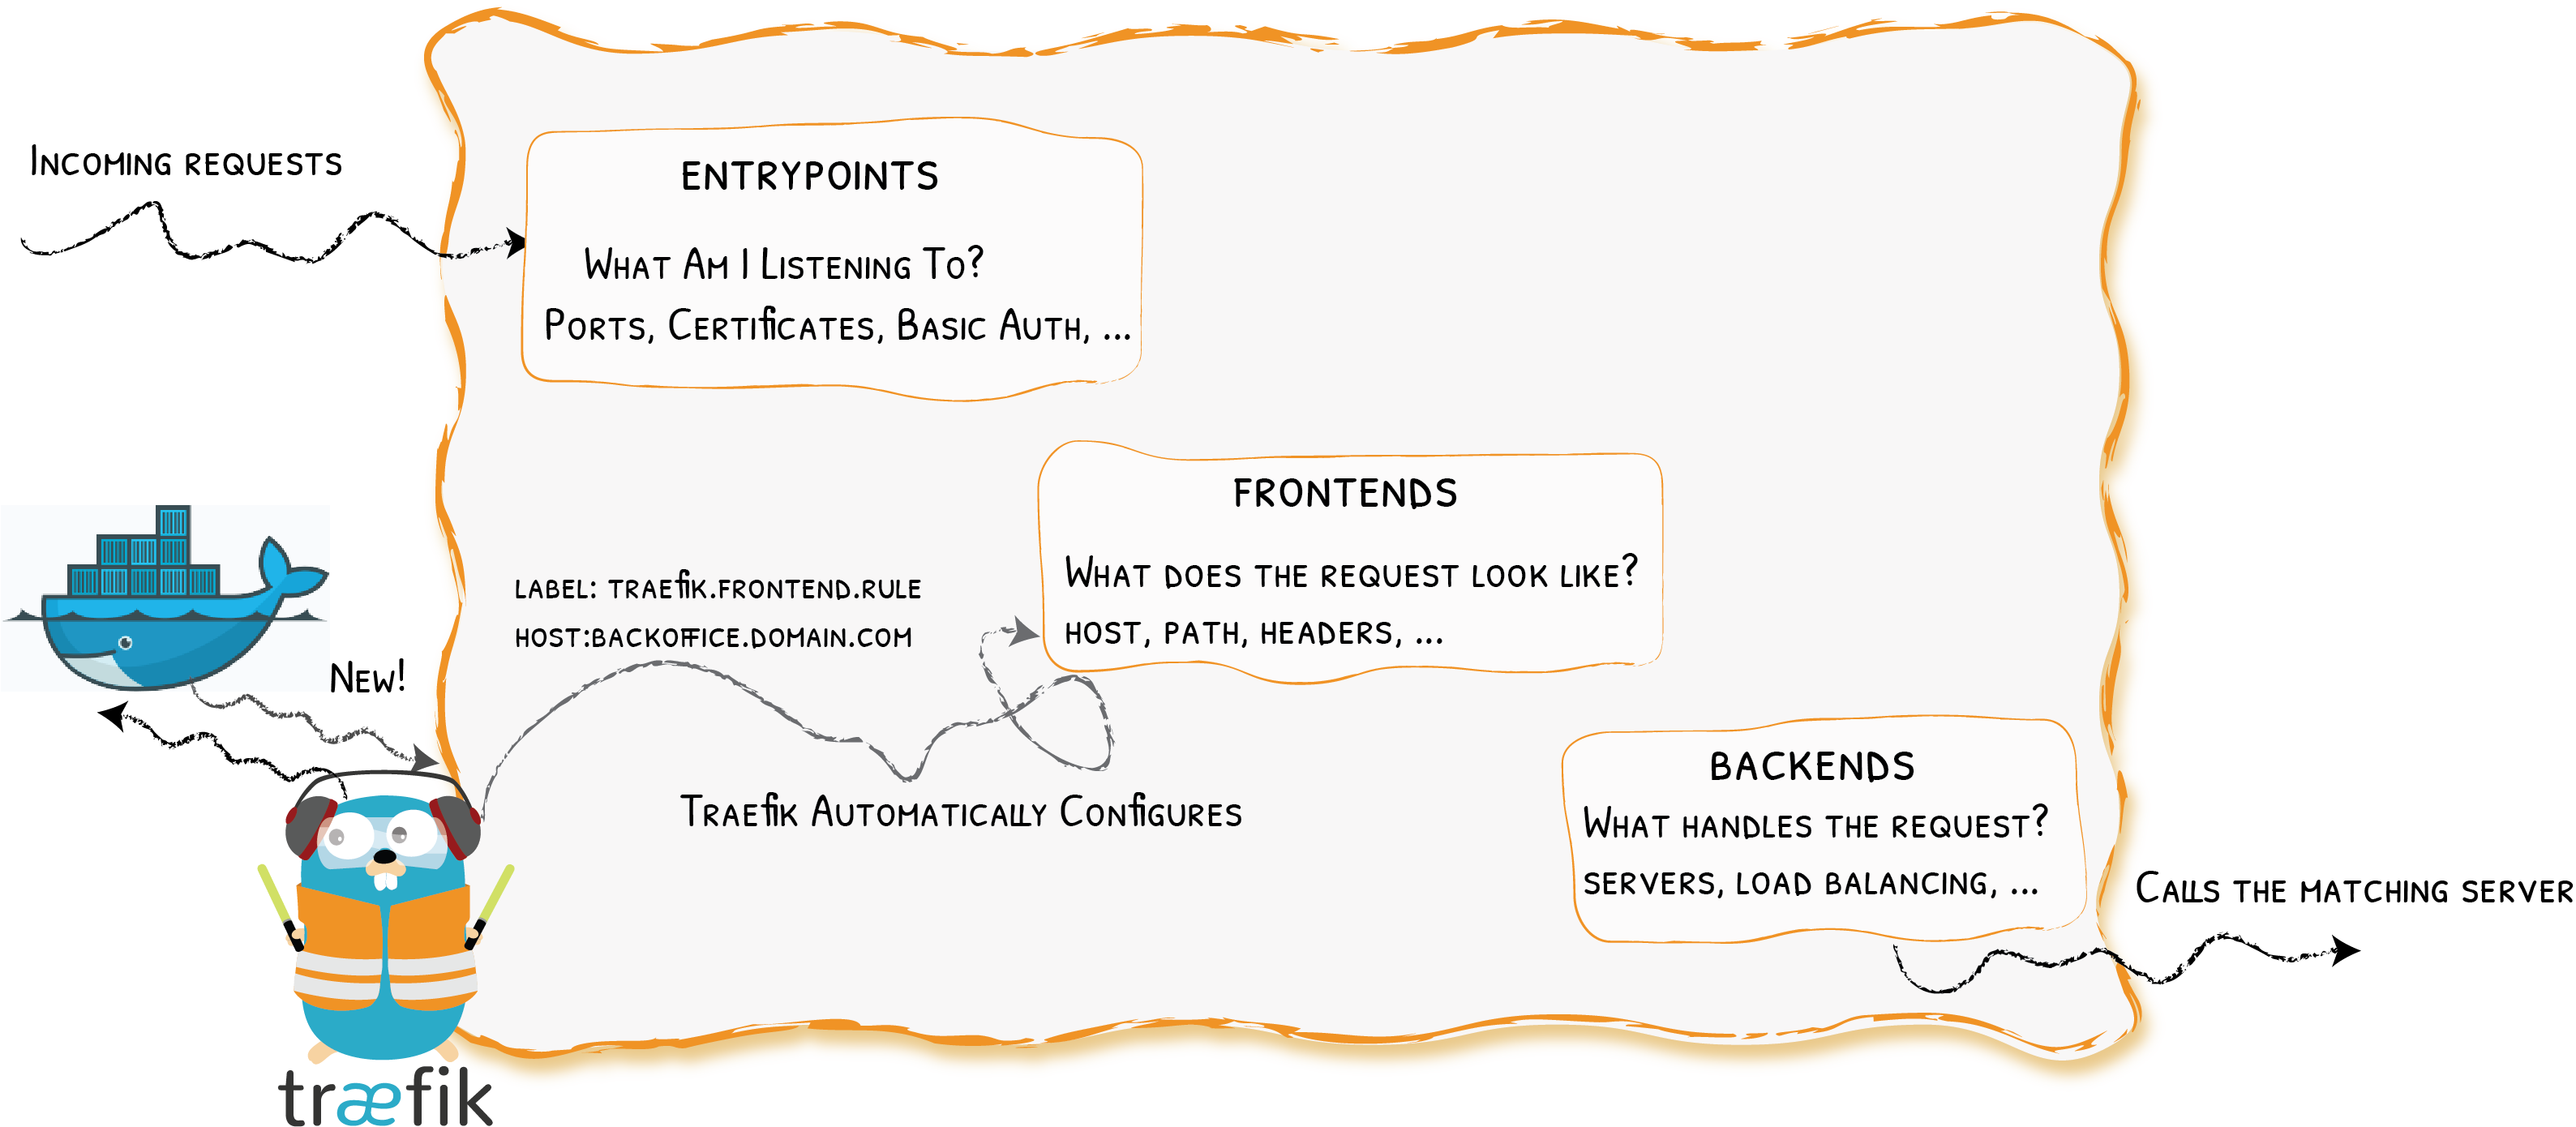 Incoming requests
ENTRYPOINTS
What Am I Listening To?
Ports, Certificates, Basic Auth, ...
FRONTENDS
What does the request look like?
host, path, headers, ...
label: traefik.frontend.rule
host:backoffice.domain.com
New!
Traefik Automatically Configures
BACKENDS
What handles the request?
servers, load balancing, ...
Calls the matching server
træfik